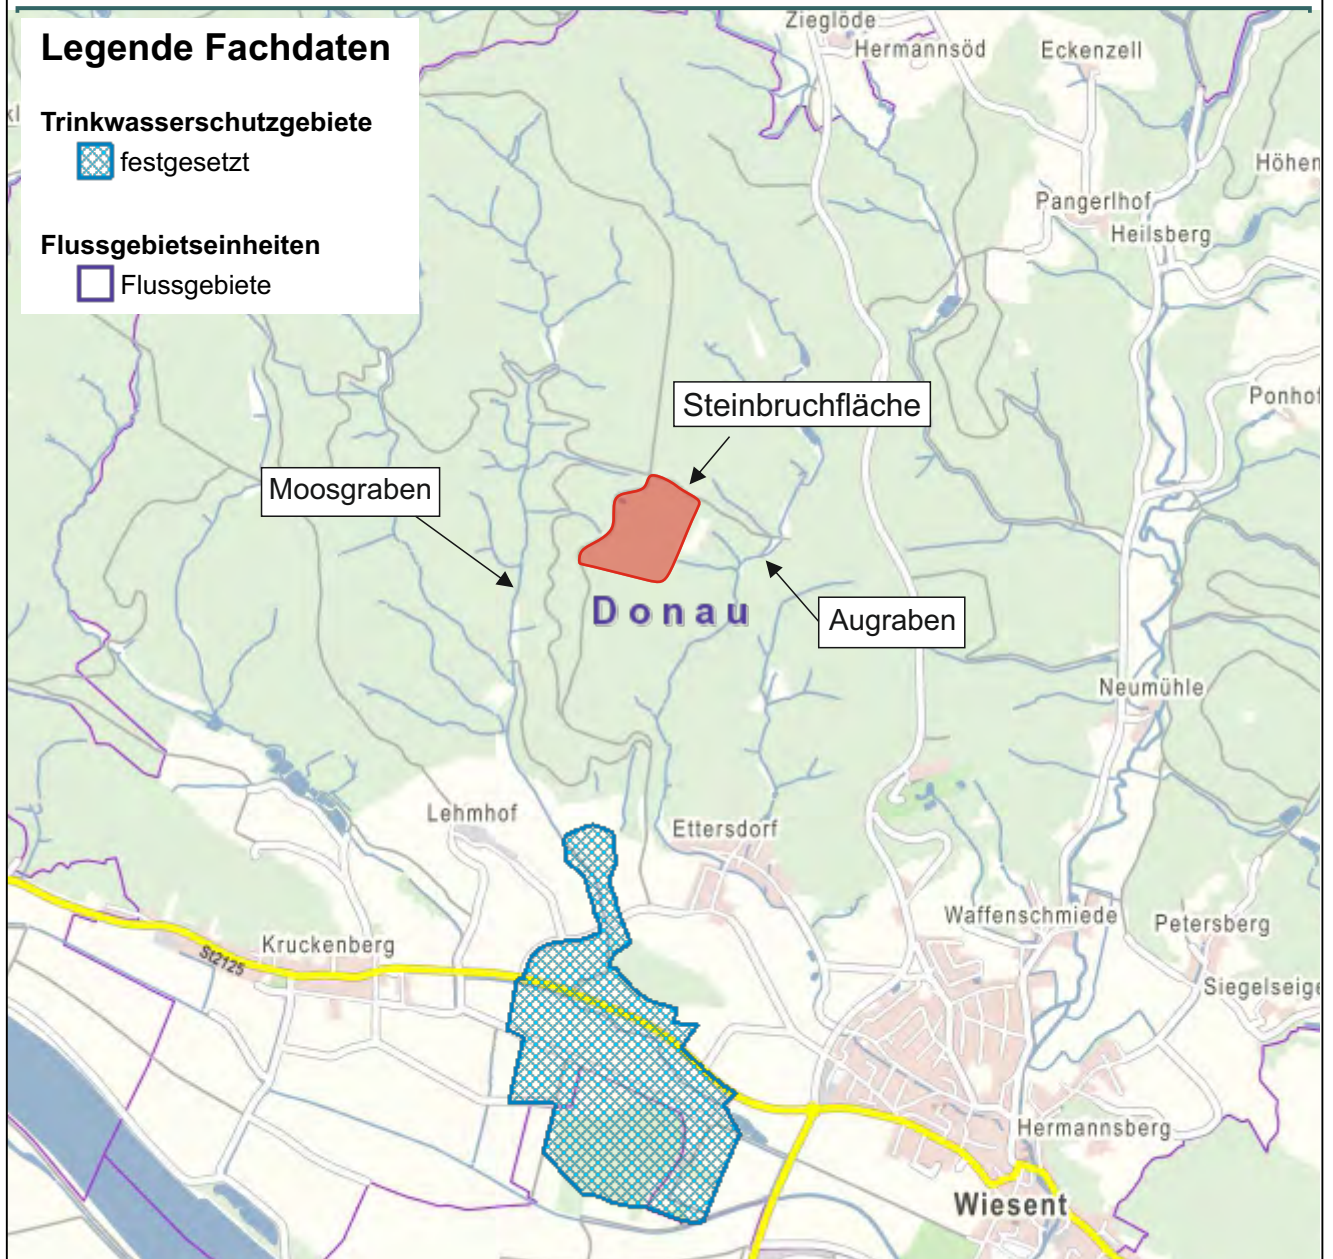 Legende Fachdaten
Trinkwasserschutzgebiete
festgesetzt
Flussgebietseinheiten
Flussgebiete
Zieglöde
Hermannsöd
Eckenzell
Höhen
Pangerlhof
Heilsberg
Ponhof
Steinbruchfläche
Moosgraben
Donau
Augraben
Neumühle
Lehmhof
Ettersdorf
Waffenschmiede
Petersberg
Kruckenberg
St2125
Siegelseige
Hermannsberg
Wiesent